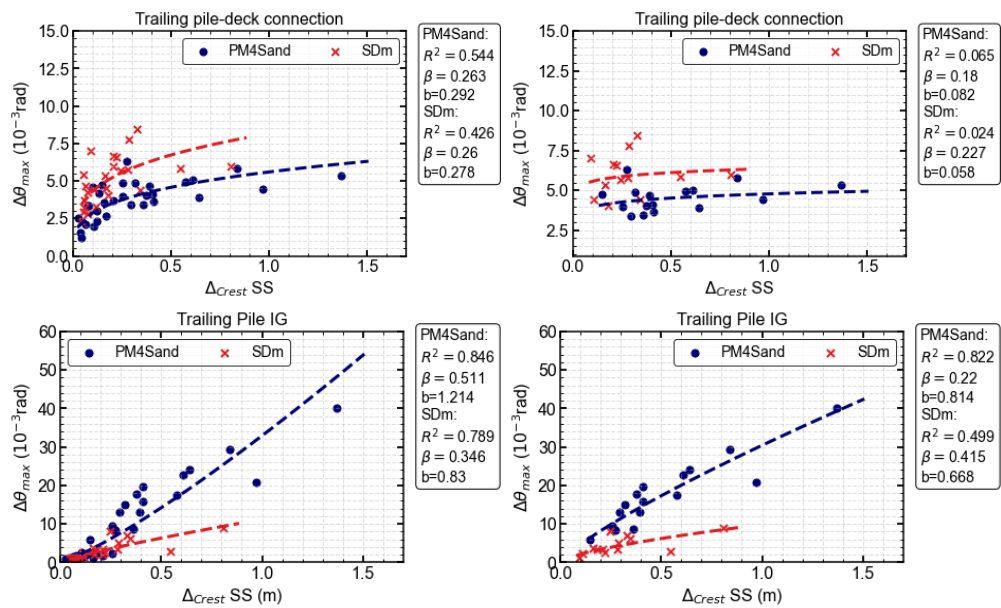 Trailing pile-deck connection
15.0
12.5
10.0
7.5
5.0
2.5
0.0
Δθmax (10⁻³rad)
PM4Sand
SDm
0.0
0.5
1.0
1.5
ΔCrest SS
PM4Sand:
R² = 0.544
β = 0.263
b=0.292
SDm:
R² = 0.426
β = 0.26
b=0.278
Trailing pile-deck connection
15.0
12.5
10.0
7.5
5.0
2.5
Δθmax (10⁻³rad)
PM4Sand
SDm
0.0
0.5
1.0
1.5
ΔCrest SS
PM4Sand:
R² = 0.065
β = 0.18
b=0.082
SDm:
R² = 0.024
β = 0.227
b=0.058
Trailing Pile IG
60
50
40
30
20
10
0
Δθmax (10⁻³rad)
PM4Sand
SDm
0.0
0.5
1.0
1.5
ΔCrest SS (m)
PM4Sand:
R² = 0.846
β = 0.511
b=1.214
SDm:
R² = 0.789
β = 0.346
b=0.83
Trailing Pile IG
60
50
40
30
20
10
0
Δθmax (10⁻³rad)
PM4Sand
SDm
0.0
0.5
1.0
1.5
ΔCrest SS (m)
PM4Sand:
R² = 0.822
β = 0.22
b=0.814
SDm:
R² = 0.499
β = 0.415
b=0.668